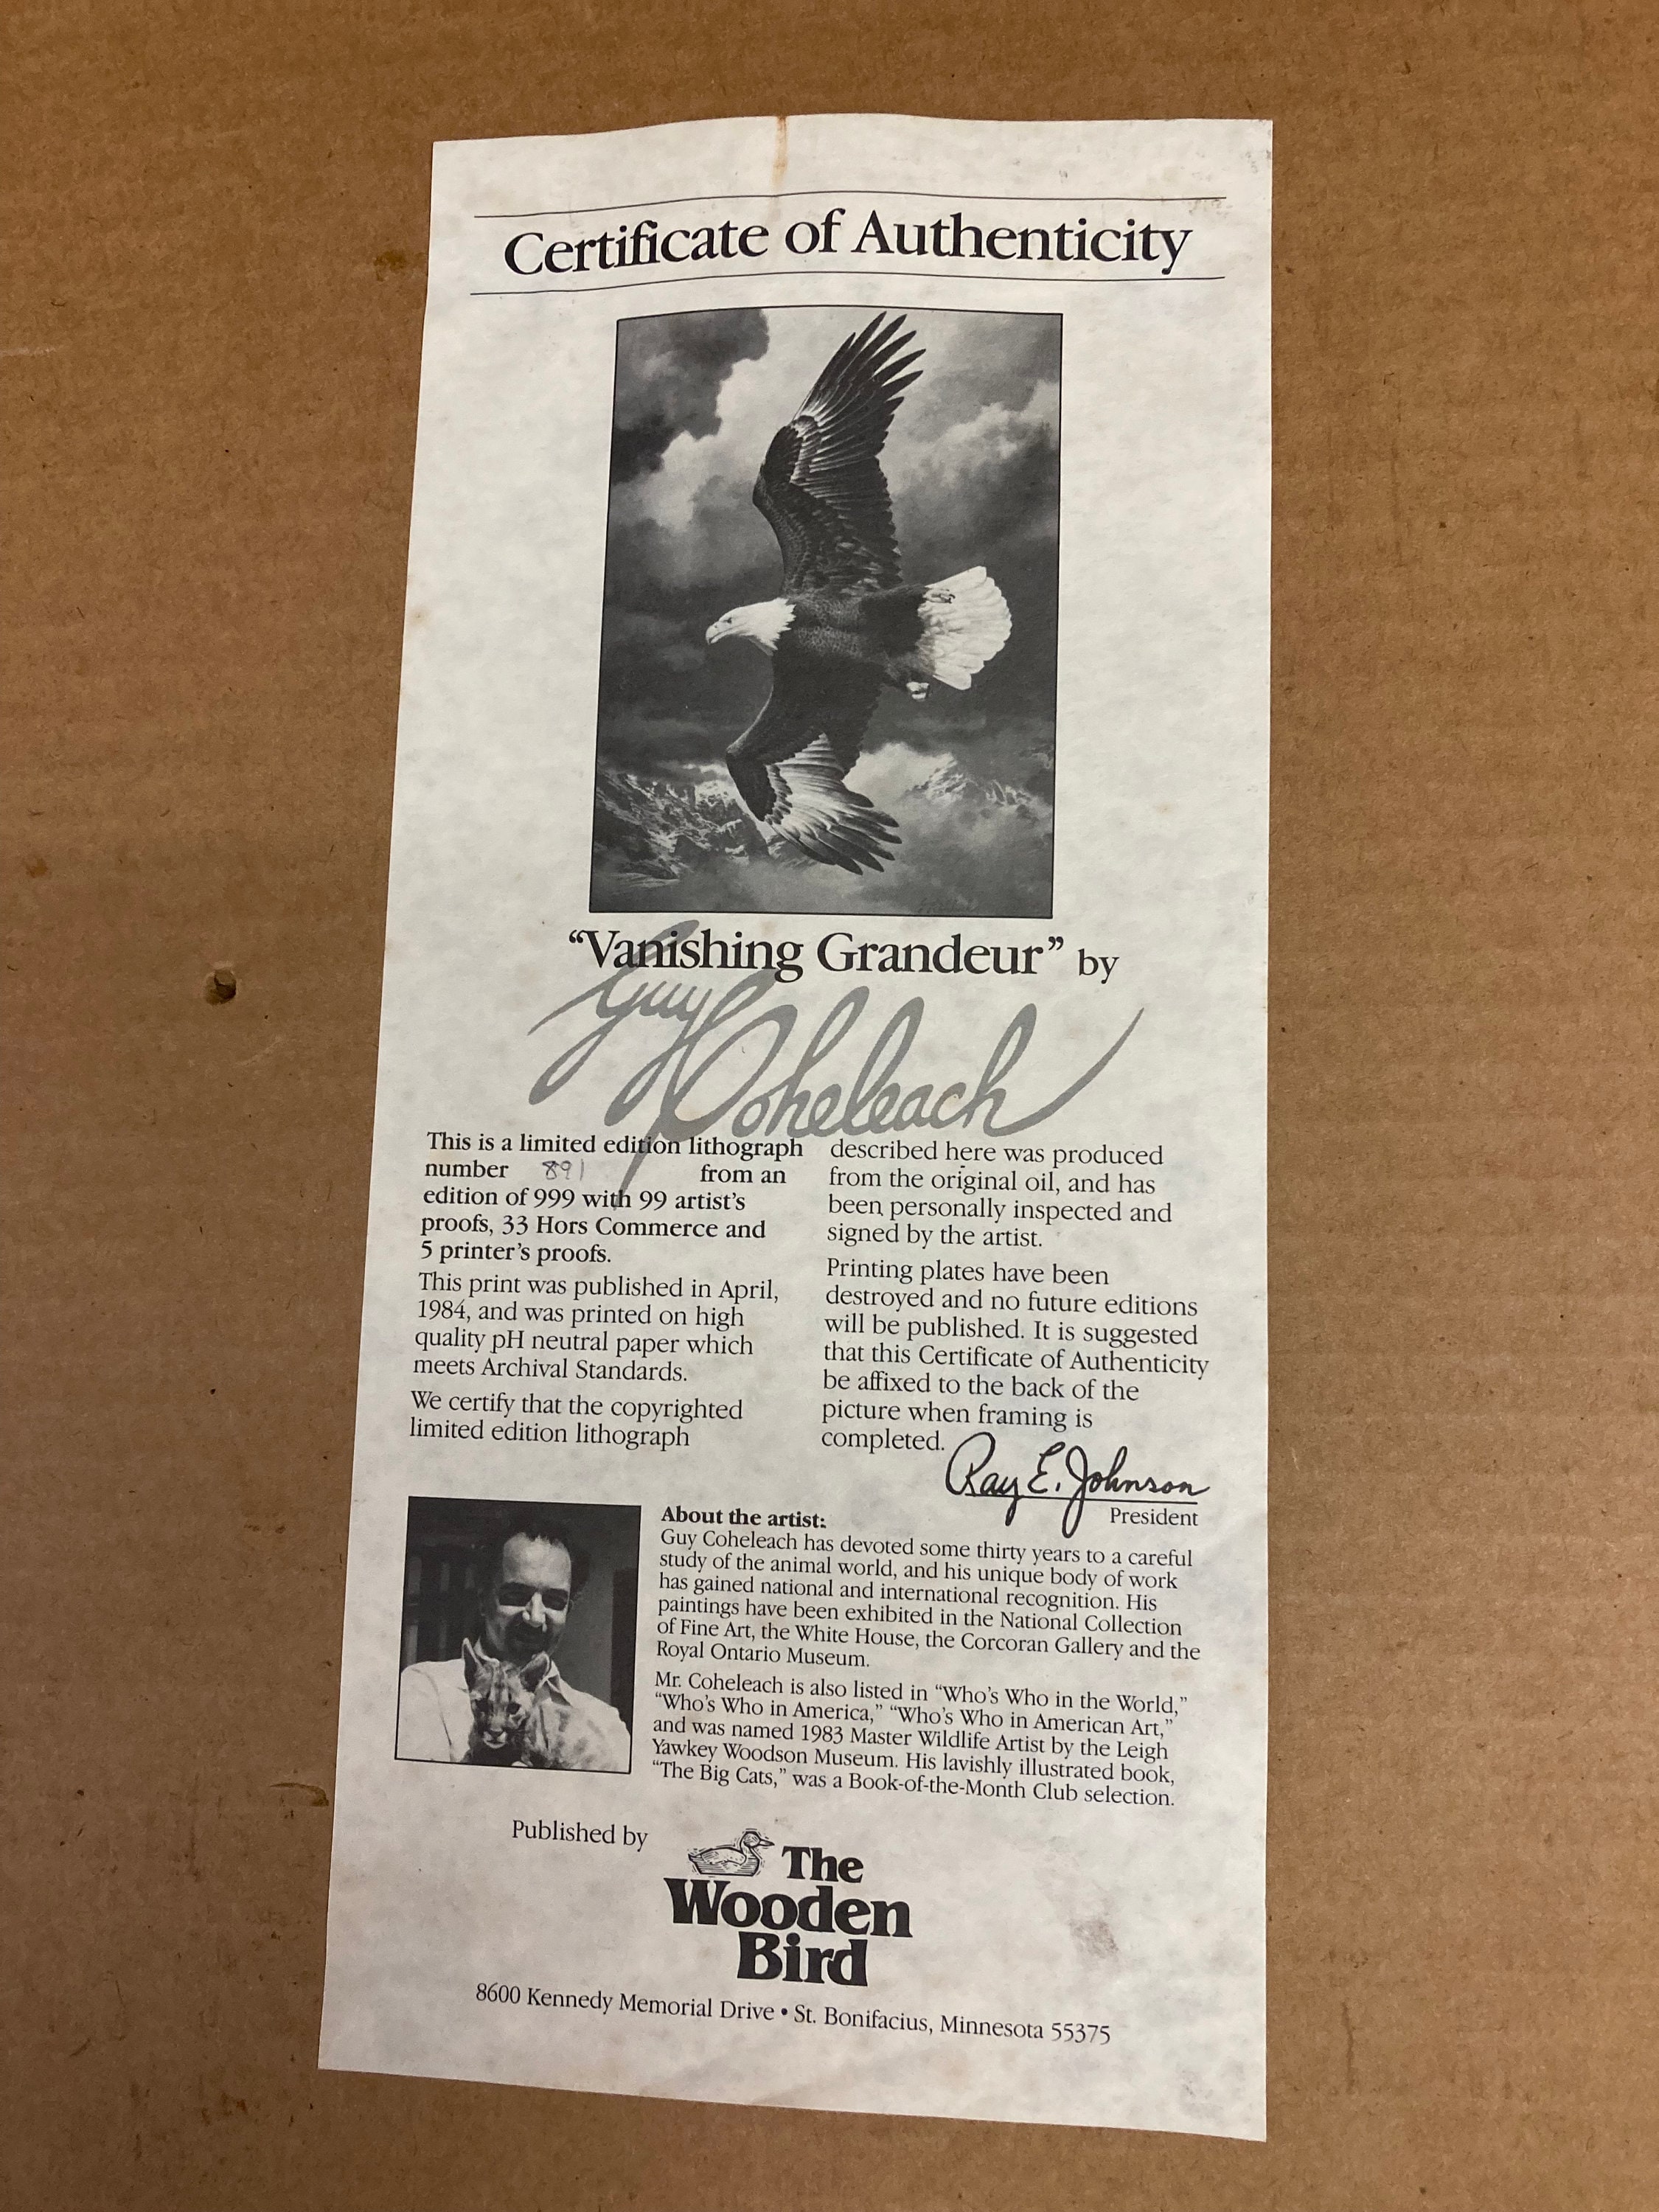 Certificate of Authenticity
“Vanishing Grandeur” by
Guy Coheleach
This is a limited edition lithograph
number 891 from an
edition of 999 with 99 artist’s
proofs, 33 Hors Commerce and
5 printer’s proofs.
This print was published in April,
1984, and was printed on high
quality pH neutral paper which
meets Archival Standards.
We certify that the copyrighted
limited edition lithograph
described here was produced
from the original oil, and has
been personally inspected and
signed by the artist.
Printing plates have been
destroyed and no future editions
will be published. It is suggested
that this Certificate of Authenticity
be affixed to the back of the
picture when framing is
completed.
Ray E. Johnson
President
About the artist:
Guy Coheleach has devoted some thirty years to a careful
study of the animal world, and his unique body of work
has gained national and international recognition. His
paintings have been exhibited in the National Collection
of Fine Art, the White House, the Corcoran Gallery and the
Royal Ontario Museum.
Mr. Coheleach is also listed in “Who’s Who in the World,”
“Who’s Who in America,” “Who’s Who in American Art,”
and was named 1983 Master Wildlife Artist by the Leigh
Yawkey Woodson Museum. His lavishly illustrated book,
“The Big Cats,” was a Book-of-the-Month Club selection.
Published by
The
Wooden
Bird
8600 Kennedy Memorial Drive • St. Bonifacius, Minnesota 55375